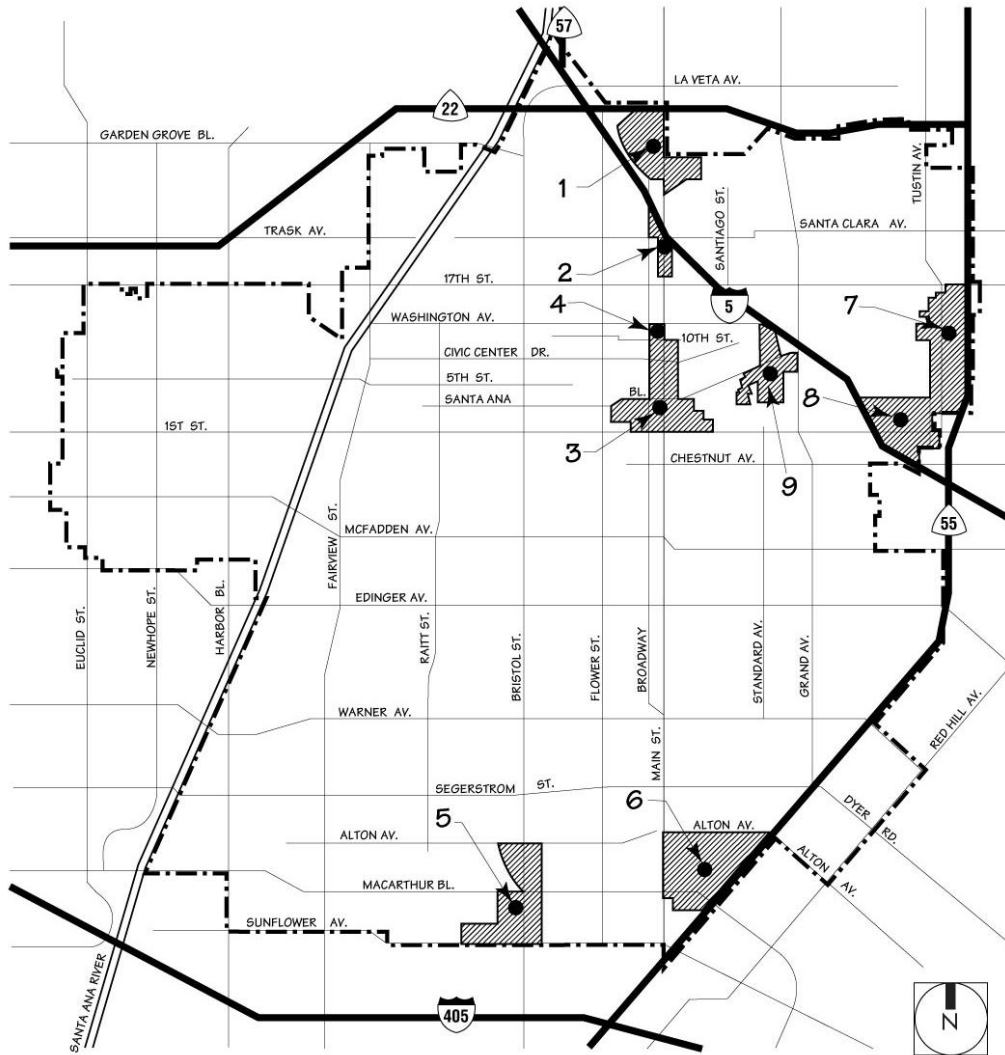 57
LA VETA AV.
22
GARDEN GROVE BL.
1
TUSTIN AV.
SANTIAGO ST.
SANTA CLARA AV.
TRASK AV.
2
17TH ST.
5
4
7
WASHINGTON AV.
10TH ST.
CIVIC CENTER DR.
5TH ST.
BL.
SANTA ANA
8
1ST ST.
3
9
CHESTNUT AV.
55
MCFADDEN AV.
FAIRVIEW ST.
EDINGER AV.
EUCLID ST.
NEWHOPE ST.
HARBOR BL.
RAITT ST.
BRISTOL ST.
FLOWER ST.
BROADWAY
STANDARD AV.
GRAND AV.
WARNER AV.
MAIN ST.
RED HILL AV.
SEGERSTROM ST.
6
5
DYER RD.
ALTON AV.
ALTON AV.
ALTON AV.
MACARTHUR BL.
SUNFLOWER AV.
SANTA ANA RIVER
405
N